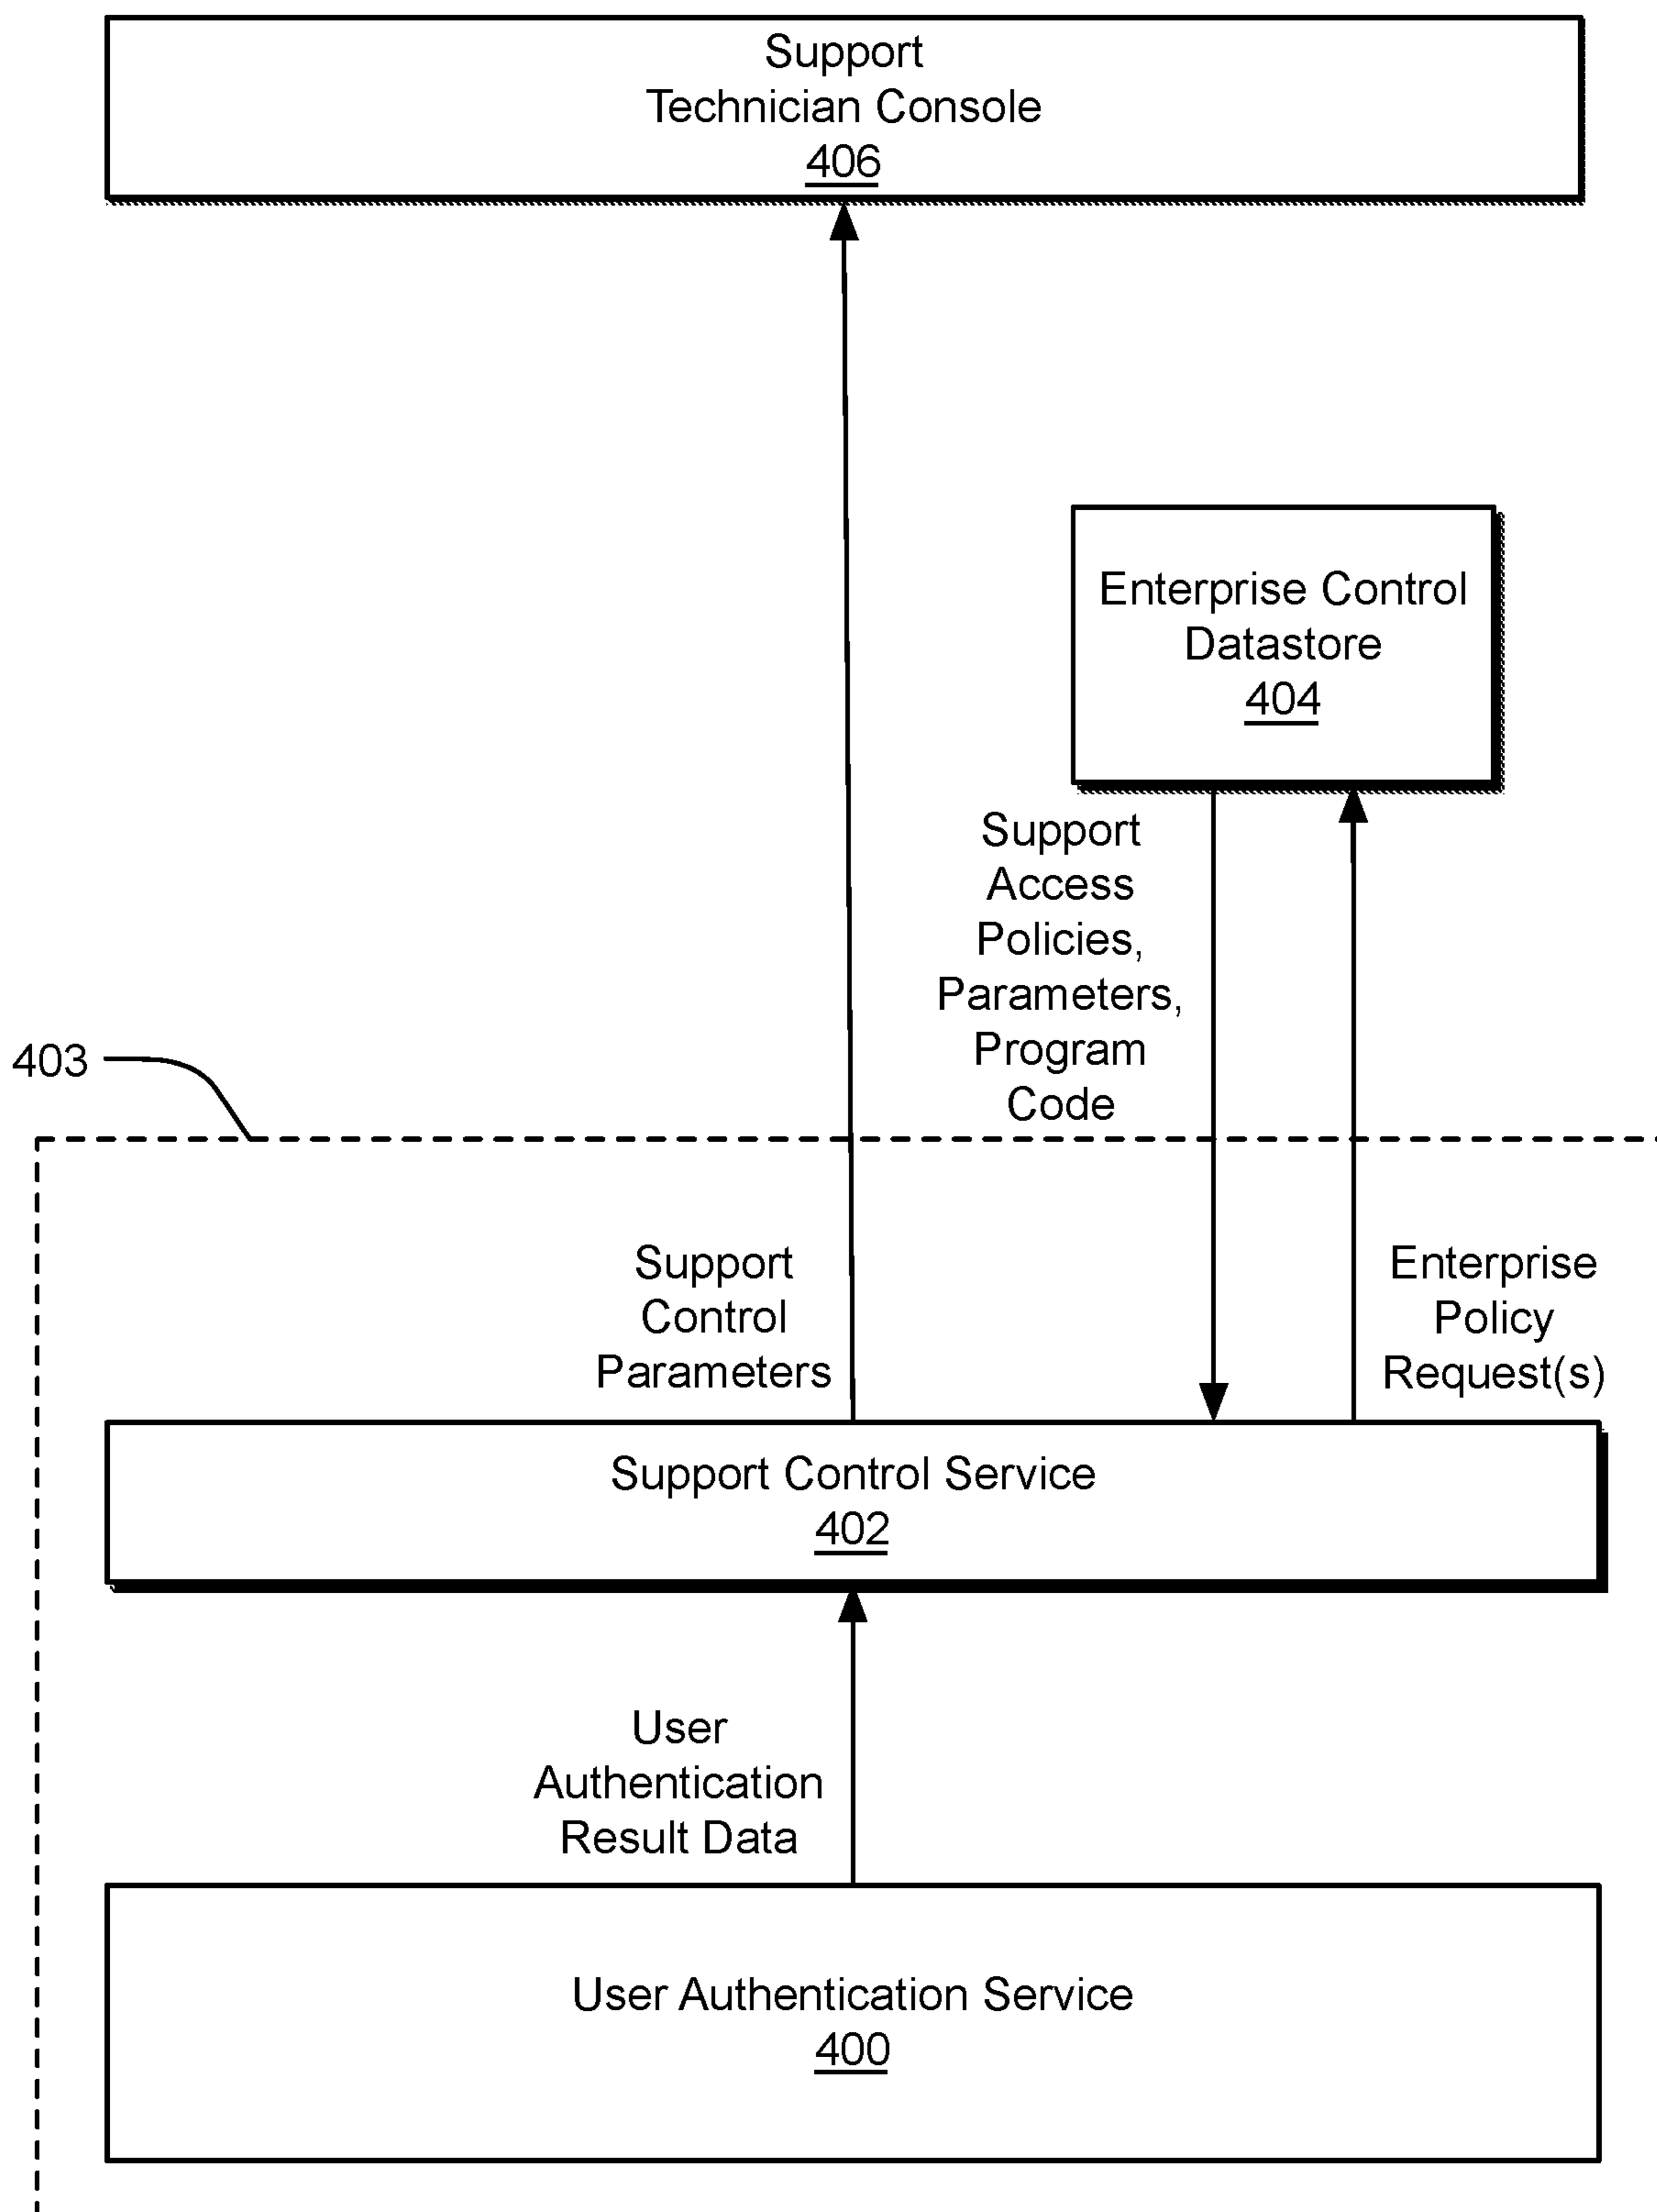 Support
Technician Console
406
Enterprise Control
Datastore
404
Support
Access
Policies,
Parameters,
Program
Code
403
Support
Control
Parameters
Enterprise
Policy
Request(s)
Support Control Service
402
User
Authentication
Result Data
User Authentication Service
400